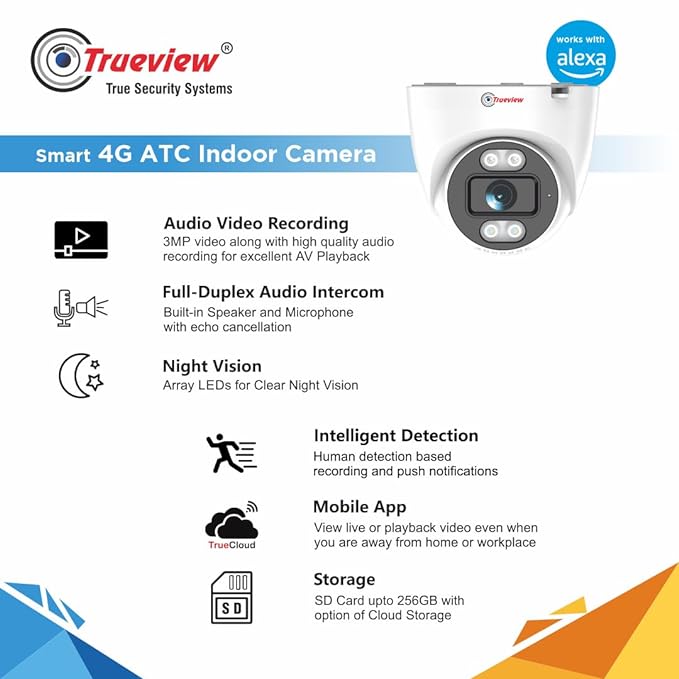 Trueview®
True Security Systems
works with
alexa
Trueview
Smart 4G ATC Indoor Camera
Audio Video Recording
3MP video along with high quality audio
recording for excellent AV Playback
Full-Duplex Audio Intercom
Built-in Speaker and Microphone
with echo cancellation
Night Vision
Array LEDs for Clear Night Vision
Intelligent Detection
Human detection based
recording and push notifications
TrueCloud
Mobile App
View live or playback video even when
you are away from home or workplace
SD
Storage
SD Card upto 256GB with
option of Cloud Storage